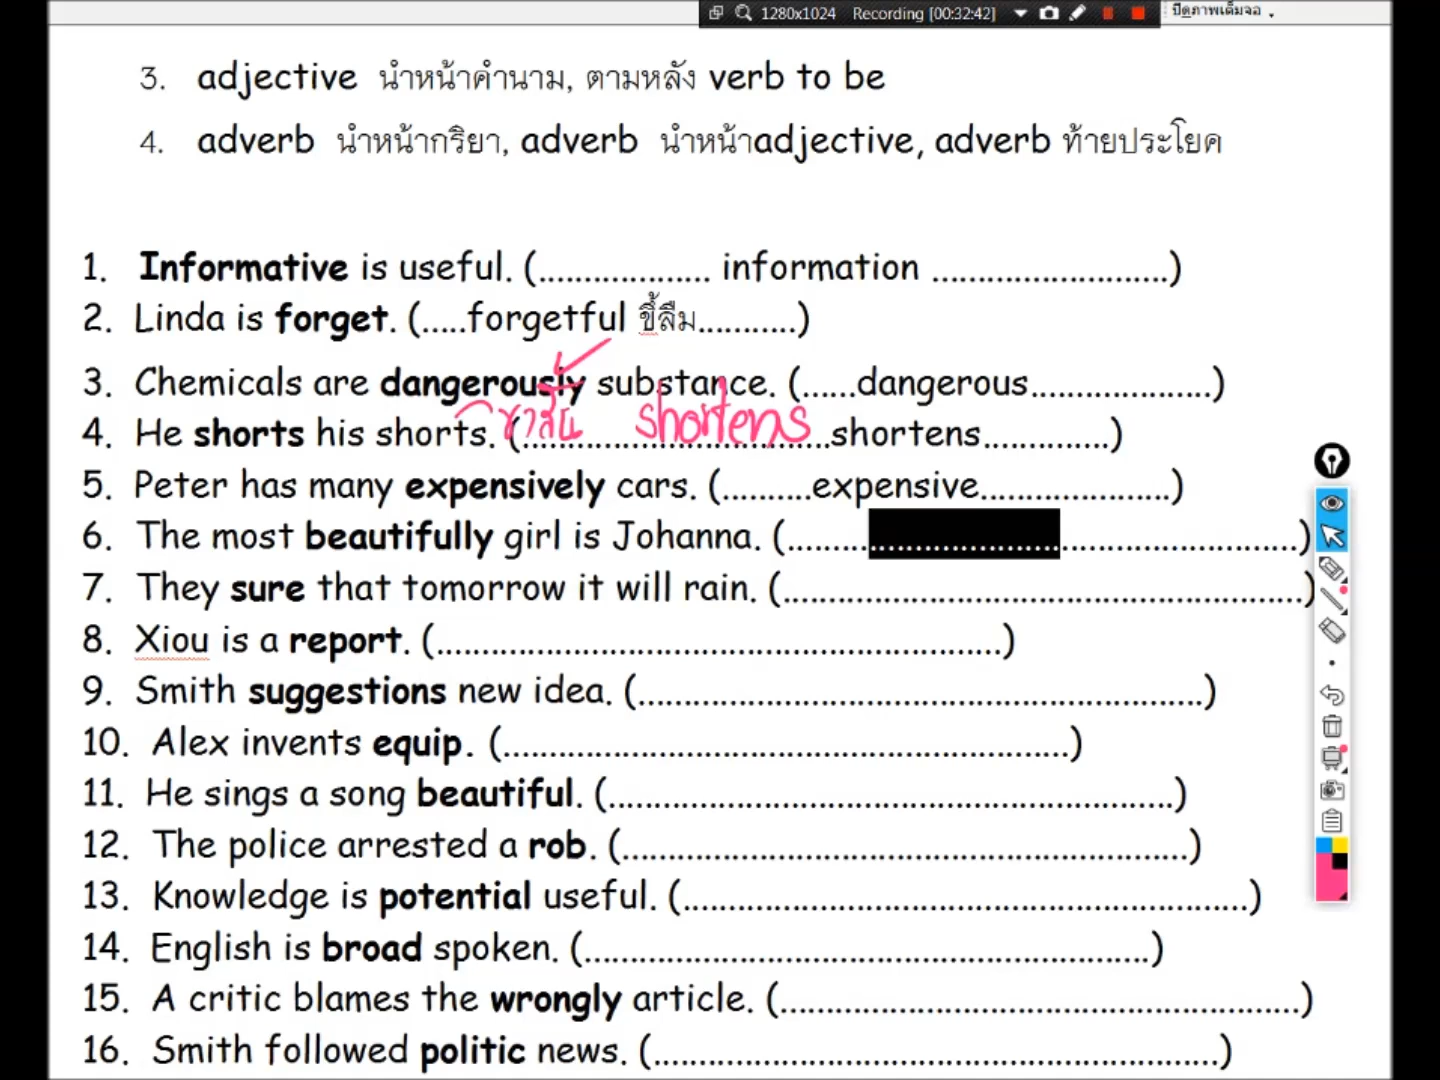 1280x1024 Recording [00:32:42] ปิดภาพเต็มจอ
3. adjective นำหน้าคำนาม, ตามหลัง verb to be
4. adverb นำหน้ากริยา, adverb นำหน้าadjective, adverb ท้ายประโยค
1. Informative is useful. (................... information ..........................)
2. Linda is forget. (.....forgetful ขี้ลืม...........)
3. Chemicals are dangerously substance. (......dangerous....................)
ขาสั้น shortens
4. He shorts his shorts. (..................................shortens..............)
5. Peter has many expensively cars. (..........expensive.....................)
6. The most beautifully girl is Johanna. (.........................................................)
7. They sure that tomorrow it will rain. (.........................................................)
8. Xiou is a report. (..............................................................)
9. Smith suggestions new idea. (..............................................................)
10. Alex invents equip. (..............................................................)
11. He sings a song beautiful. (..............................................................)
12. The police arrested a rob. (..............................................................)
13. Knowledge is potential useful. (..............................................................)
14. English is broad spoken. (..............................................................)
15. A critic blames the wrongly article. (.........................................................)
16. Smith followed politic news. (..............................................................)